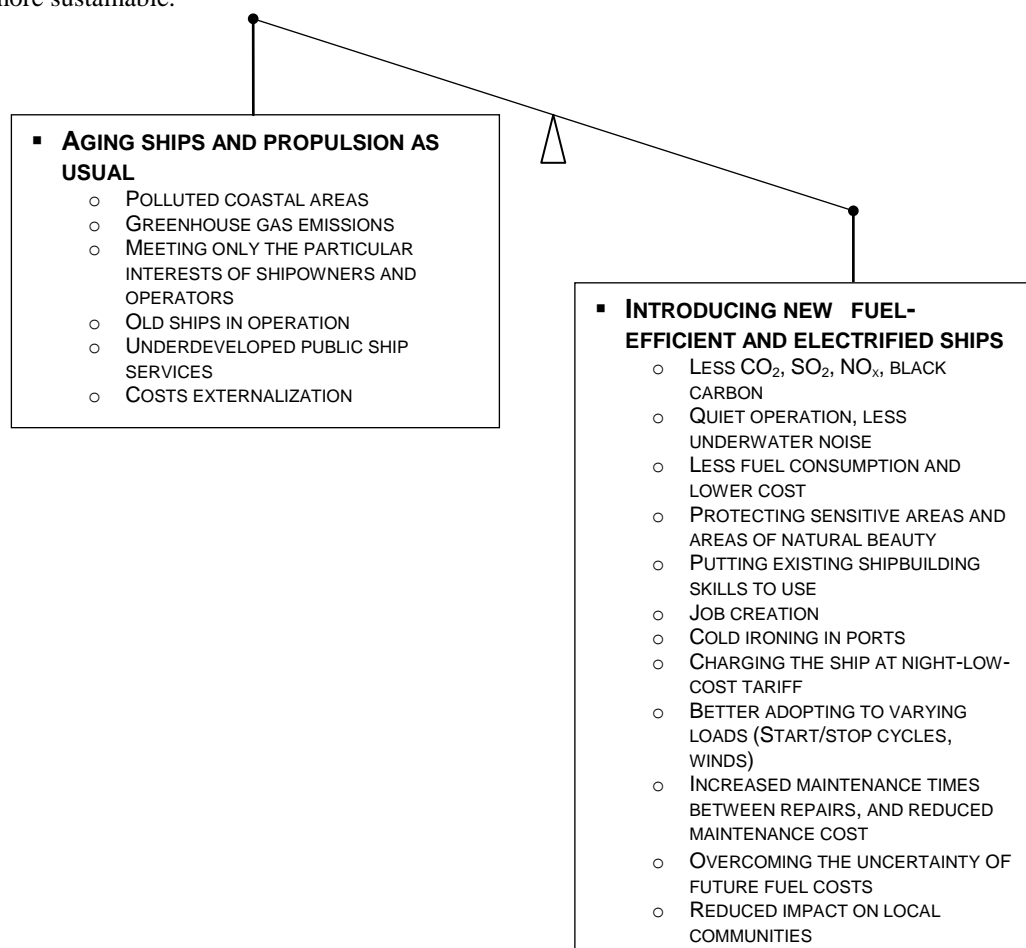 more sustainable.
▪ AGING SHIPS AND PROPULSION AS
USUAL
o POLLUTED COASTAL AREAS
o GREENHOUSE GAS EMISSIONS
o MEETING ONLY THE PARTICULAR
INTERESTS OF SHIPOWNERS AND
OPERATORS
o OLD SHIPS IN OPERATION
o UNDERDEVELOPED PUBLIC SHIP
SERVICES
o COSTS EXTERNALIZATION
▪ INTRODUCING NEW FUEL-
EFFICIENT AND ELECTRIFIED SHIPS
o LESS CO₂, SO₂, NOₓ, BLACK
CARBON
o QUIET OPERATION, LESS
UNDERWATER NOISE
o LESS FUEL CONSUMPTION AND
LOWER COST
o PROTECTING SENSITIVE AREAS AND
AREAS OF NATURAL BEAUTY
o PUTTING EXISTING SHIPBUILDING
SKILLS TO USE
o JOB CREATION
o COLD IRONING IN PORTS
o CHARGING THE SHIP AT NIGHT-LOW-
COST TARIFF
o BETTER ADOPTING TO VARYING
LOADS (START/STOP CYCLES,
WINDS)
o INCREASED MAINTENANCE TIMES
BETWEEN REPAIRS, AND REDUCED
MAINTENANCE COST
o OVERCOMING THE UNCERTAINTY OF
FUTURE FUEL COSTS
o REDUCED IMPACT ON LOCAL
COMMUNITIES